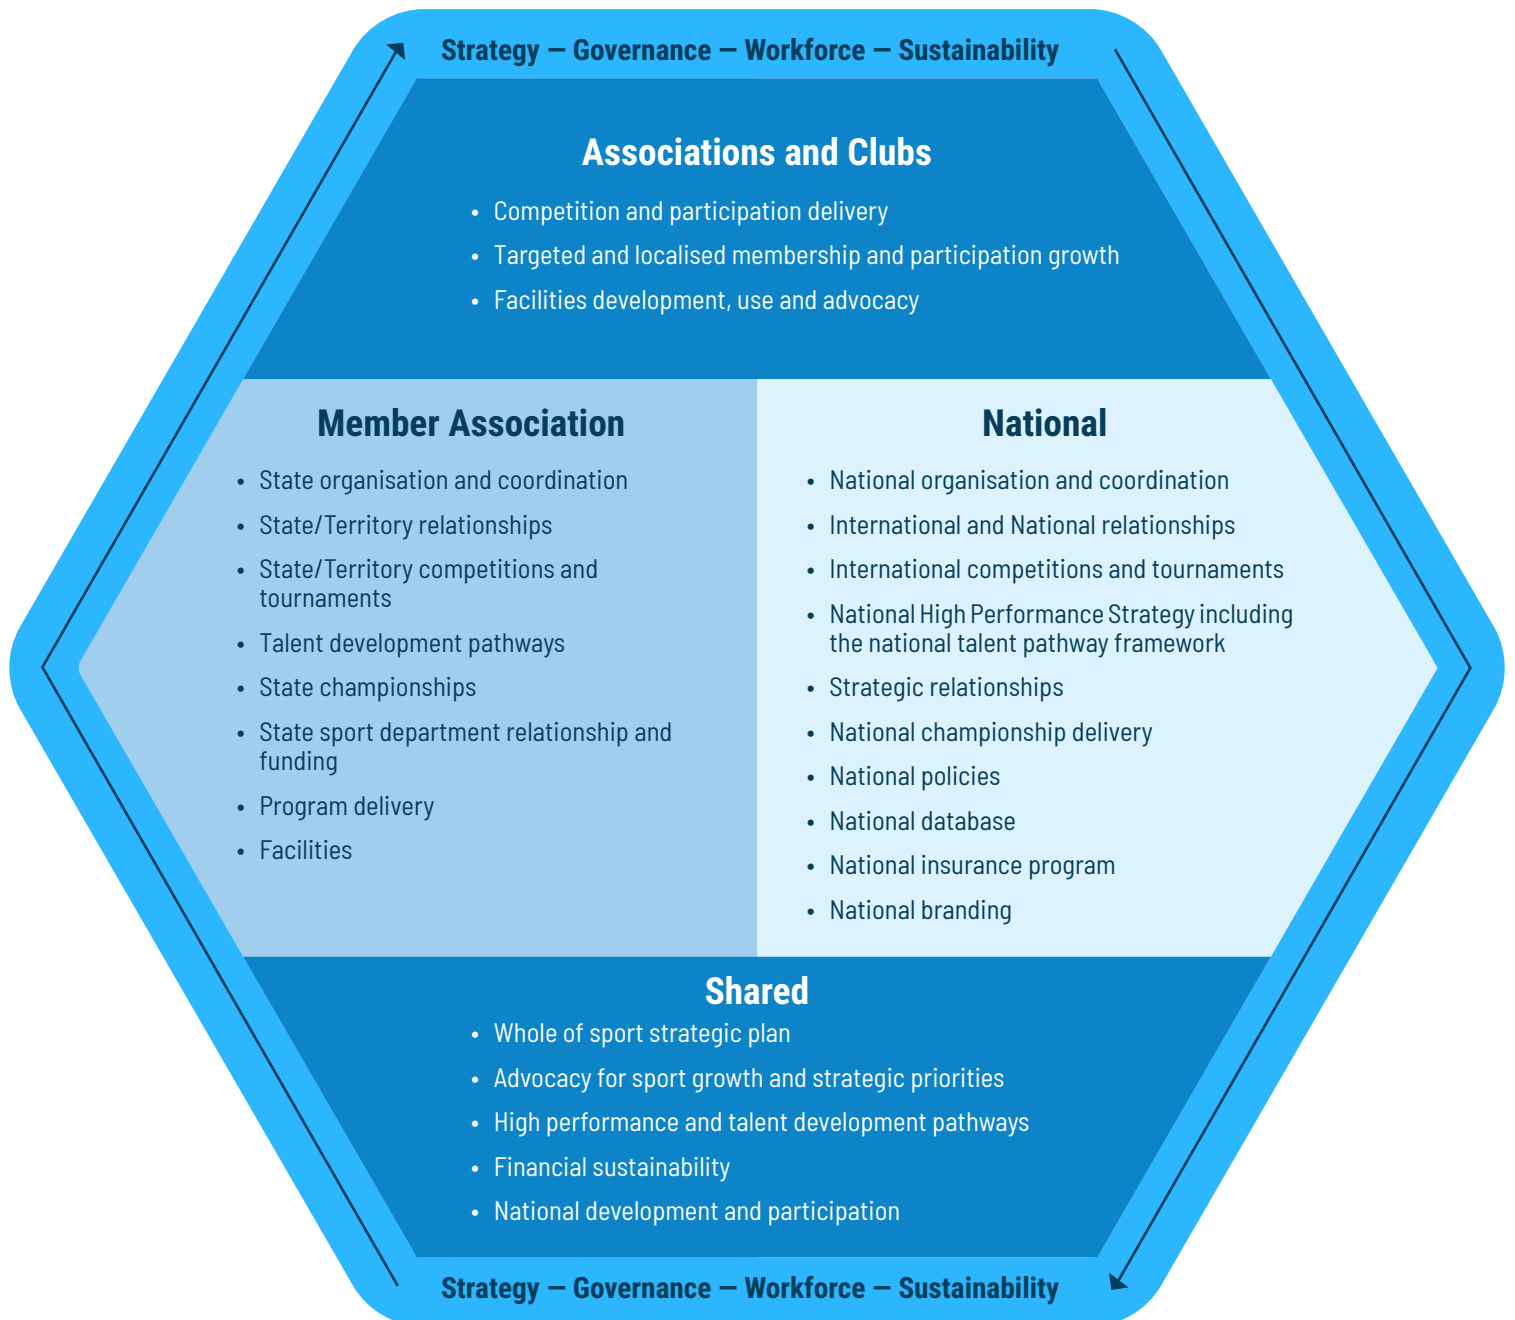 Strategy — Governance — Workforce — Sustainability
Associations and Clubs
• Competition and participation delivery
• Targeted and localised membership and participation growth
• Facilities development, use and advocacy
Member Association
• State organisation and coordination
• State/Territory relationships
• State/Territory competitions and
tournaments
• Talent development pathways
• State championships
• State sport department relationship and
funding
• Program delivery
• Facilities
National
• National organisation and coordination
• International and National relationships
• International competitions and tournaments
• National High Performance Strategy including
the national talent pathway framework
• Strategic relationships
• National championship delivery
• National policies
• National database
• National insurance program
• National branding
Shared
• Whole of sport strategic plan
• Advocacy for sport growth and strategic priorities
• High performance and talent development pathways
• Financial sustainability
• National development and participation
Strategy — Governance — Workforce — Sustainability